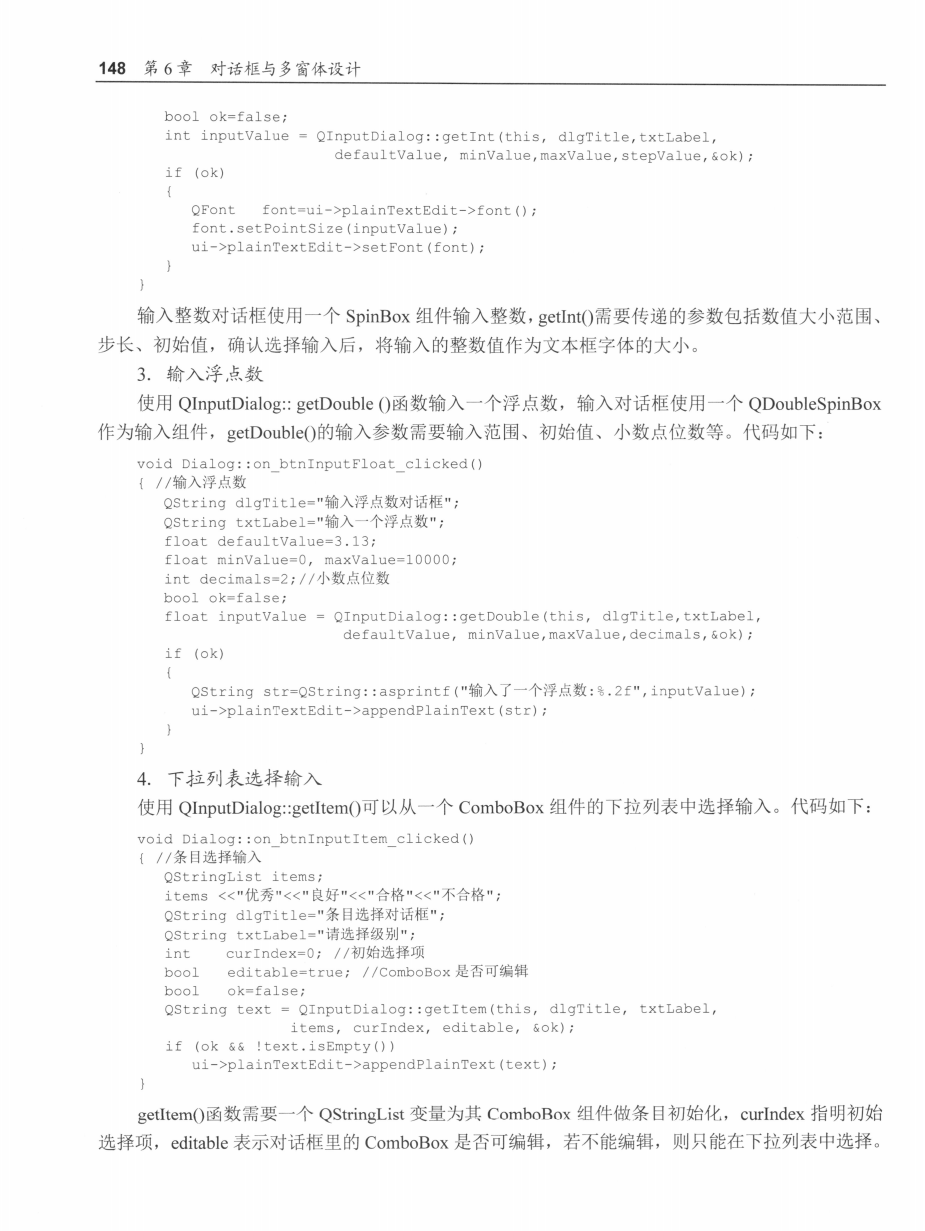 148 第 6 章 对话框与多窗体设计
bool ok=false;
int inputValue = QInputDialog::getInt(this, dlgTitle,txtLabel,
defaultValue, minValue,maxValue,stepValue,&ok);
if (ok)
{
QFont font=ui->plainTextEdit->font();
font.setPointSize(inputValue);
ui->plainTextEdit->setFont(font);
}
}
输入整数对话框使用一个 SpinBox 组件输入整数，getInt()需要传递的参数包括数值大小范围、
步长、初始值，确认选择输入后，将输入的整数值作为文本框字体的大小。
3. 输入浮点数
使用 QInputDialog:: getDouble ()函数输入一个浮点数，输入对话框使用一个 QDoubleSpinBox
作为输入组件，getDouble()的输入参数需要输入范围、初始值、小数点位数等。代码如下：
void Dialog::on_btnInputFloat_clicked()
{ //输入浮点数
QString dlgTitle="输入浮点数对话框";
QString txtLabel="输入一个浮点数";
float defaultValue=3.13;
float minValue=0, maxValue=10000;
int decimals=2;//小数点位数
bool ok=false;
float inputValue = QInputDialog::getDouble(this, dlgTitle,txtLabel,
defaultValue, minValue,maxValue,decimals,&ok);
if (ok)
{
QString str=QString::asprintf("输入了一个浮点数:%.2f",inputValue);
ui->plainTextEdit->appendPlainText(str);
}
}
4. 下拉列表选择输入
使用 QInputDialog::getItem()可以从一个 ComboBox 组件的下拉列表中选择输入。代码如下：
void Dialog::on_btnInputItem_clicked()
{ //条目选择输入
QStringList items;
items <<"优秀"<<"良好"<<"合格"<<"不合格";
QString dlgTitle="条目选择对话框";
QString txtLabel="请选择级别";
int curIndex=0; //初始选择项
bool editable=true; //ComboBox 是否可编辑
bool ok=false;
QString text = QInputDialog::getItem(this, dlgTitle, txtLabel,
items, curIndex, editable, &ok);
if (ok && !text.isEmpty())
ui->plainTextEdit->appendPlainText(text);
}
getItem()函数需要一个 QStringList 变量为其 ComboBox 组件做条目初始化，curIndex 指明初始
选择项，editable 表示对话框里的 ComboBox 是否可编辑，若不能编辑，则只能在下拉列表中选择。